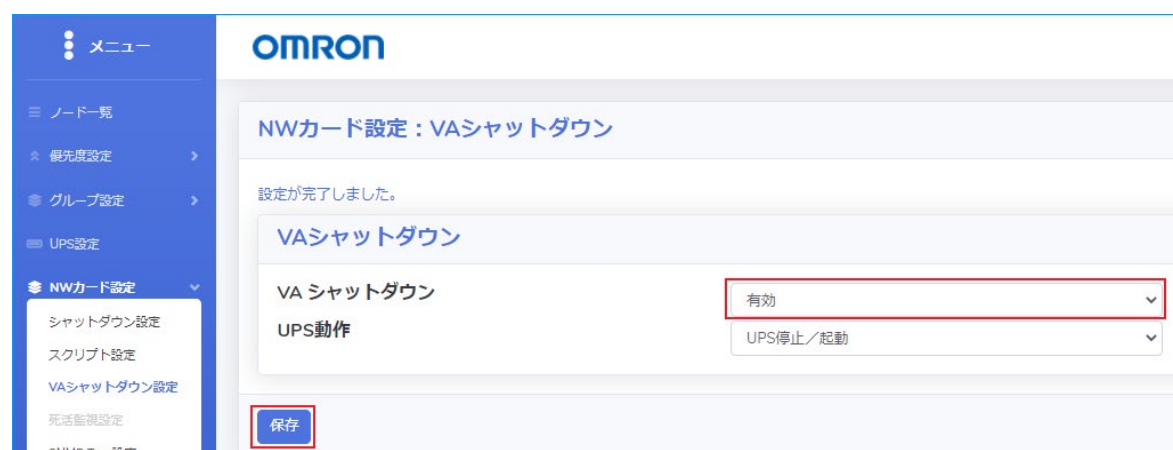 メニュー
OMRON
ノード一覧
優先度設定
グループ設定
UPS設定
NWカード設定
シャットダウン設定
スクリプト設定
VAシャットダウン設定
死活監視設定
NWカード設定：VAシャットダウン
設定が完了しました。
VAシャットダウン
VA シャットダウン 有効
UPS動作 UPS停止／起動
保存